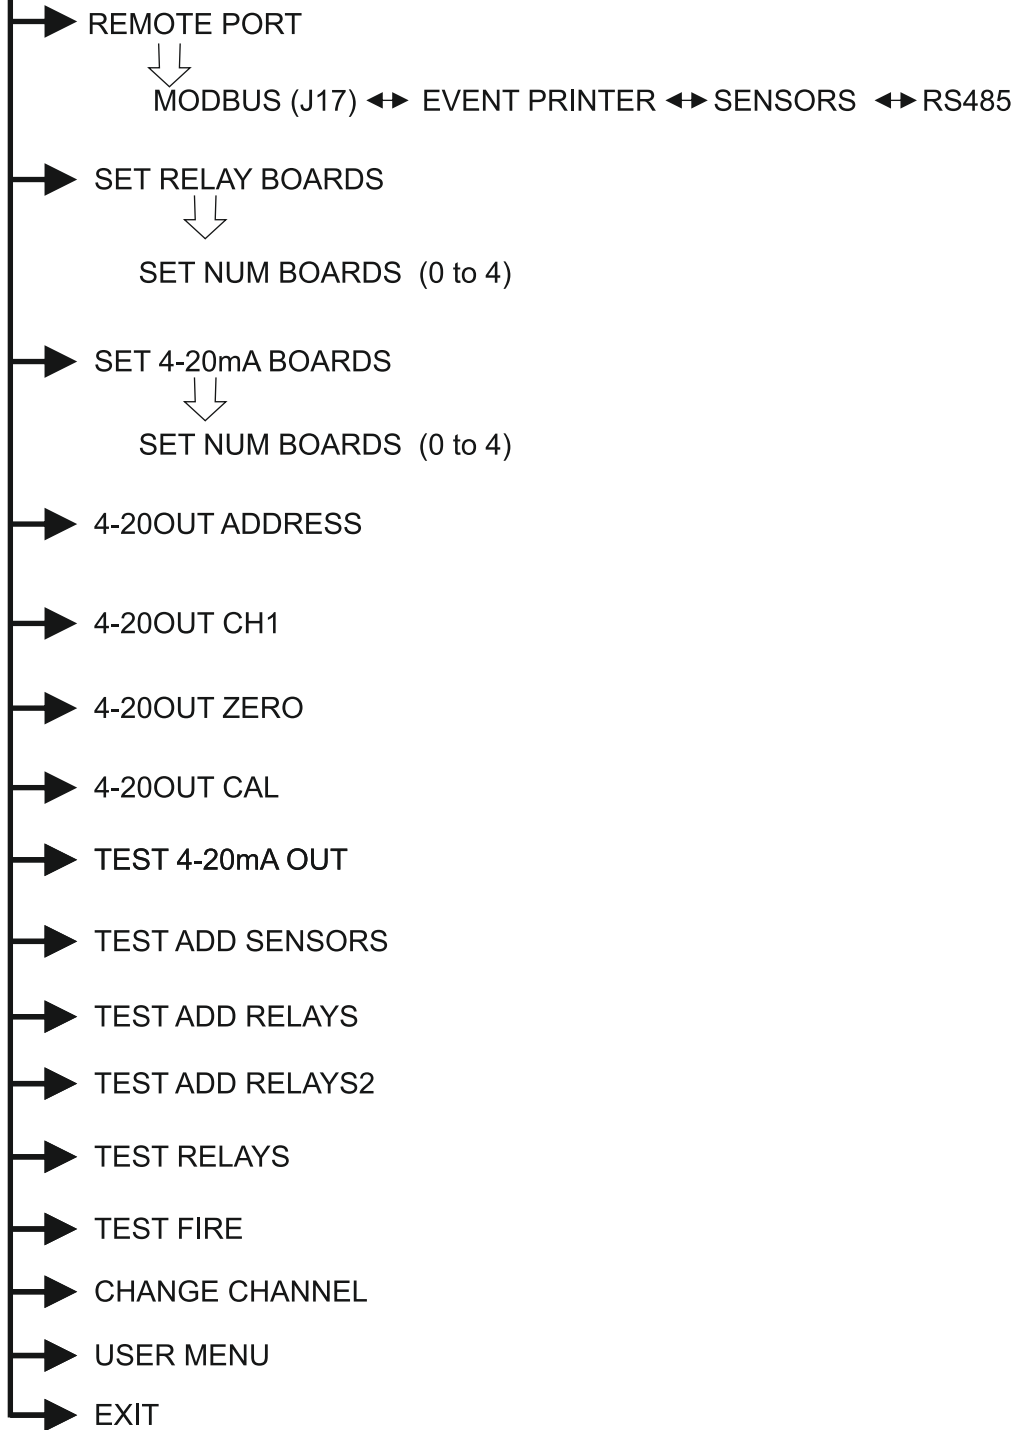 REMOTE PORT
MODBUS (J17) EVENT PRINTER SENSORS RS485
SET RELAY BOARDS
SET NUM BOARDS (0 to 4)
SET 4-20mA BOARDS
SET NUM BOARDS (0 to 4)
4-20OUT ADDRESS
4-20OUT CH1
4-20OUT ZERO
4-20OUT CAL
TEST 4-20mA OUT
TEST ADD SENSORS
TEST ADD RELAYS
TEST ADD RELAYS2
TEST RELAYS
TEST FIRE
CHANGE CHANNEL
USER MENU
EXIT